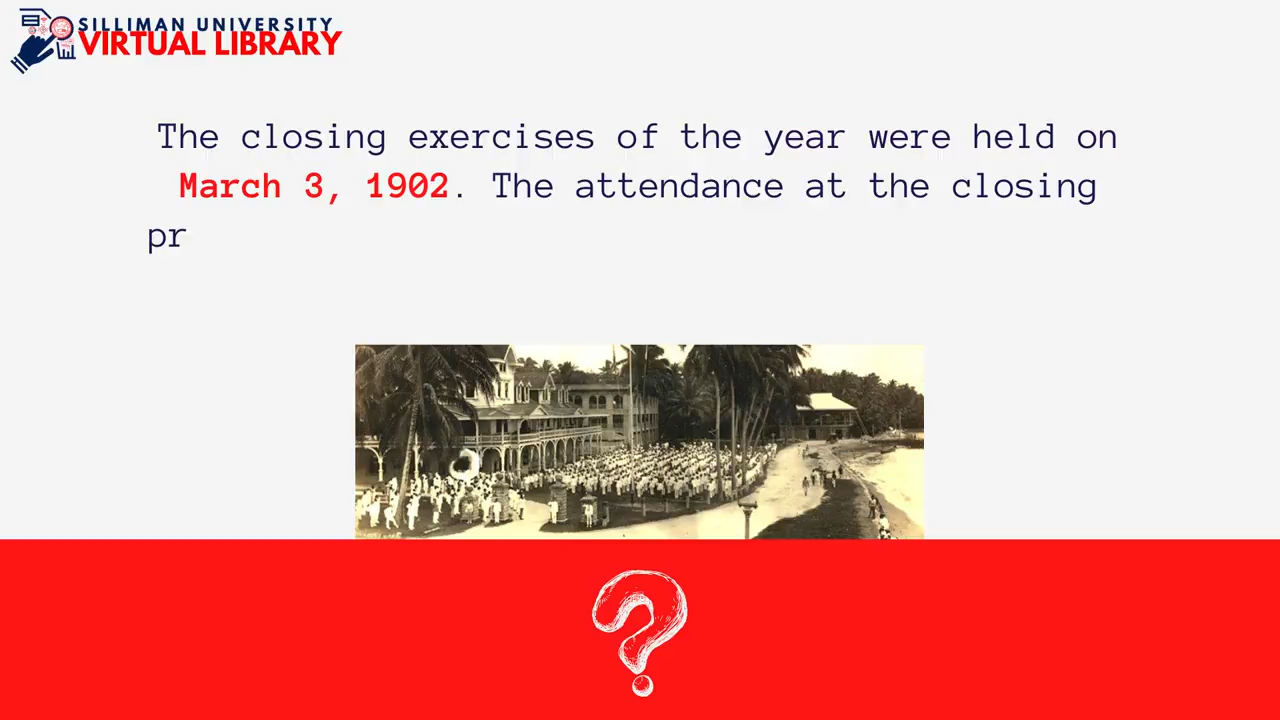 SILLIMAN UNIVERSITY
VIRTUAL LIBRARY
The closing exercises of the year were held on
March 3, 1902. The attendance at the closing
pr
?